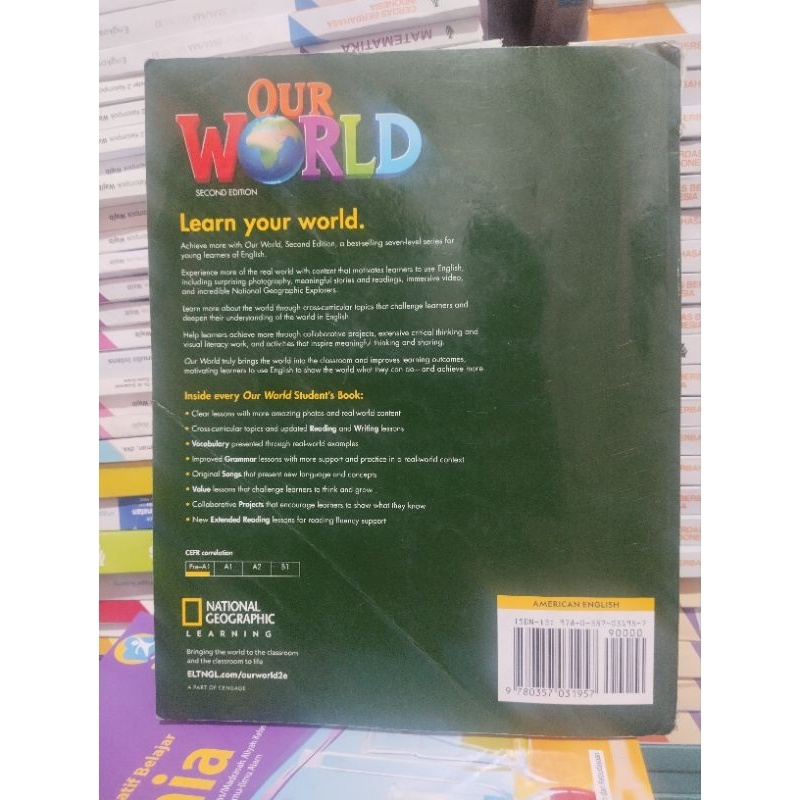 MATEMATIKA
OUR
WORLD
SECOND EDITION
Learn your world.
Achieve more with Our World, Second Edition, a best-selling seven-level series for
young learners of English.
Experience more of the real world with content that motivates learners to use English,
including surprising photography, meaningful stories and readings, immersive video,
and incredible National Geographic Explorers.
Learn more about the world through cross-curricular topics that challenge learners and
deepen their understanding of the world in English.
Help learners achieve more through collaborative projects, extensive critical thinking and
visual literacy work, and activities that inspire meaningful thinking and sharing.
Our World truly brings the world into the classroom and improves learning outcomes,
motivating learners to use English to show the world what they can do—and achieve more.
Inside every Our World Student's Book:
• Clear lessons with more amazing photos and real-world content
• Cross-curricular topics and updated Reading and Writing lessons
• Vocabulary presented through real-world examples
• Improved Grammar lessons with more support and practice in a real-world context
• Original Songs that present new language and concepts
• Value lessons that challenge learners to think and grow
• Collaborative Projects that encourage learners to show what they know
• New Extended Reading lessons for reading fluency support
CEFR correlation
Pre-A1 A1 A2 B1
NATIONAL
GEOGRAPHIC
LEARNING
Bringing the world to the classroom
and the classroom to life
ELTNGL.com/ourworld2e
A PART OF CENGAGE
AMERICAN ENGLISH
ISBN-13: 978-0-357-03195-7
90000
9 780357 031957
atif Belajar